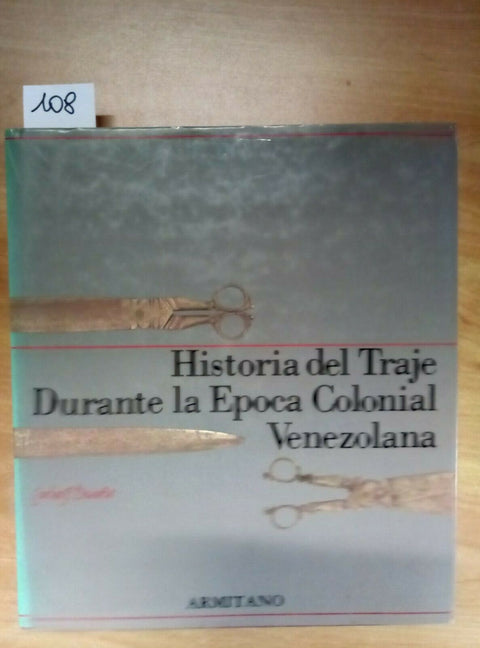 108
Historia del Traje
Durante la Epoca Colonial
Venezolana
ARMITANO